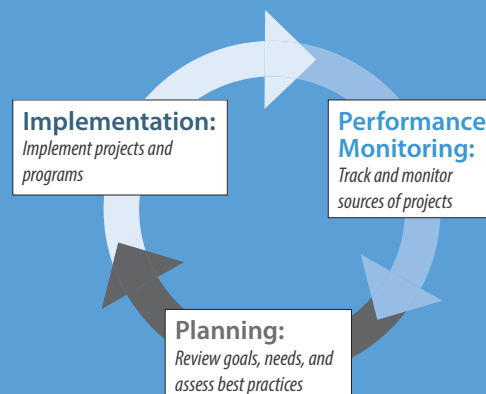 Implementation:
Implement projects and
programs
Performance
Monitoring:
Track and monitor
sources of projects
Planning:
Review goals, needs, and
assess best practices